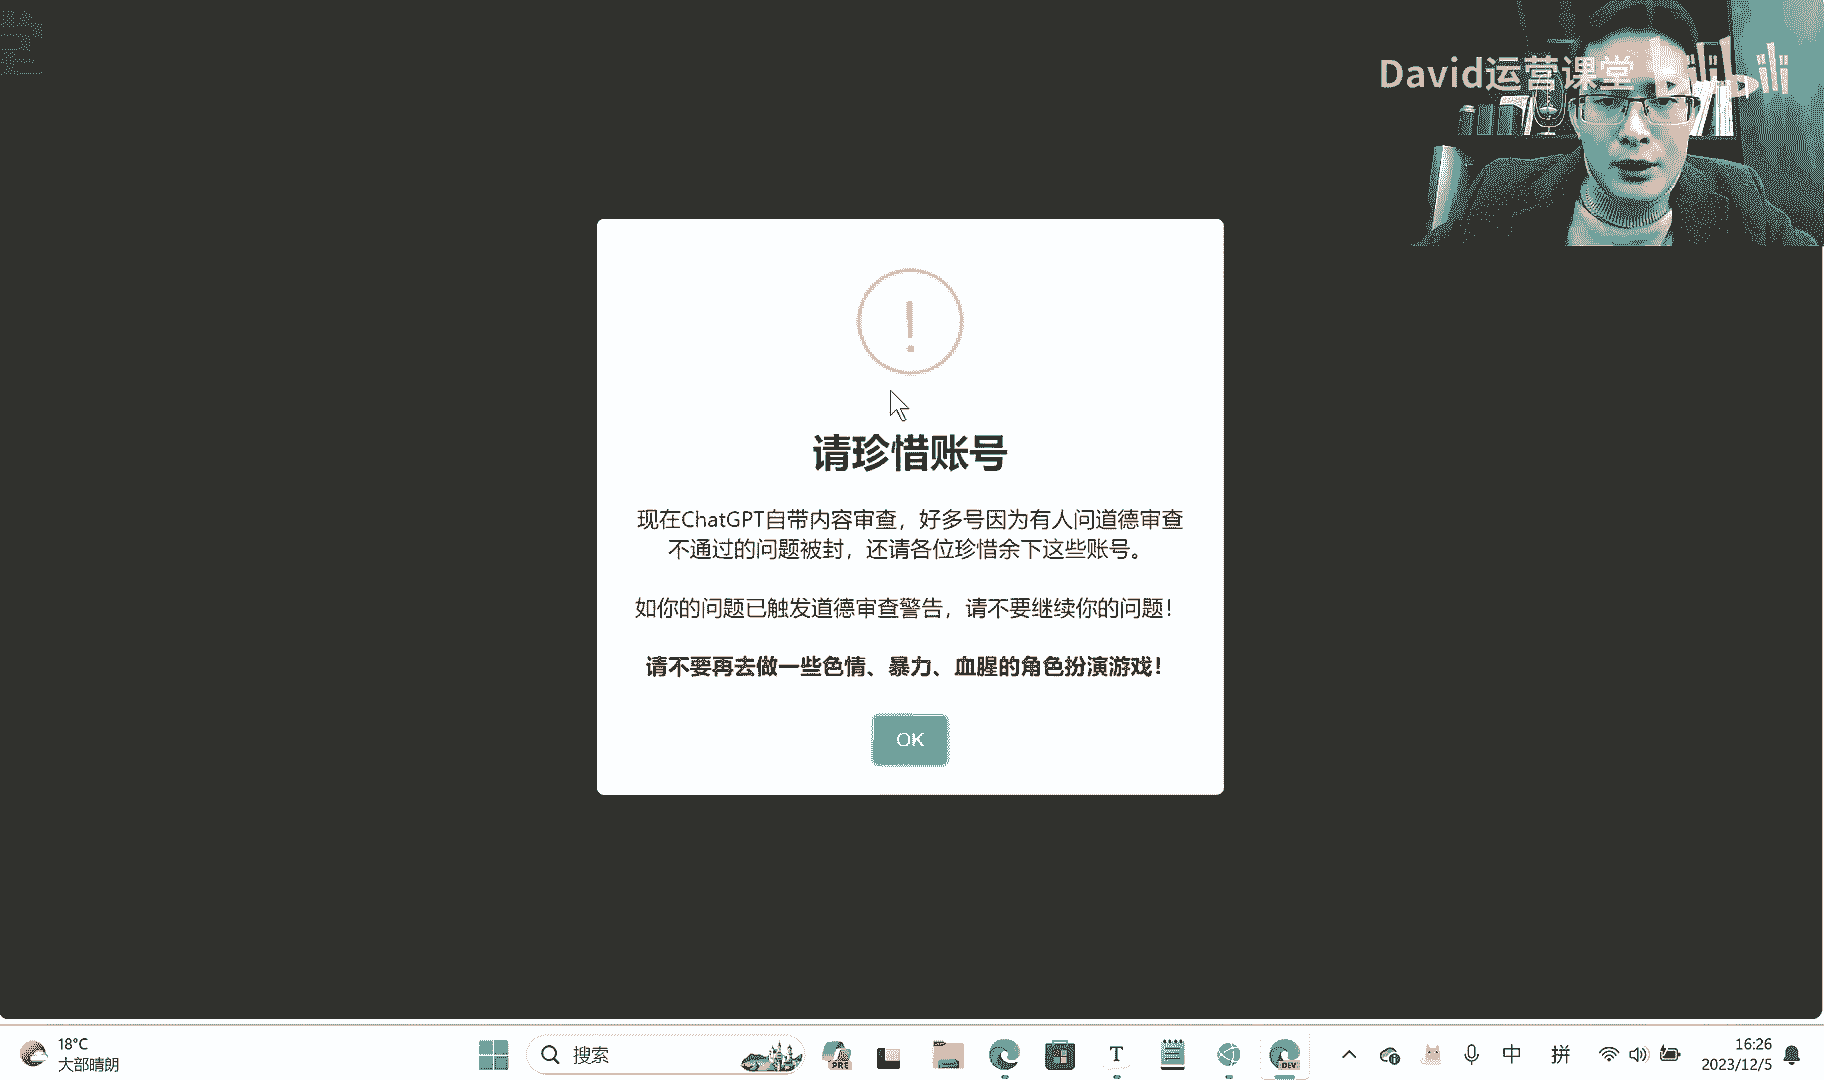 David运营课堂
bilibili
请珍惜账号
现在ChatGPT自带内容审查，好多号因为有人问道德审查
不通过的问题被封，还请各位珍惜余下这些账号。
如你的问题已触发道德审查警告，请不要继续你的问题！
请不要再去做一些色情、暴力、血腥的角色扮演游戏！
OK
18°C
大部晴朗
搜索
PRE
T
DEV
中
拼
16:26
2023/12/5